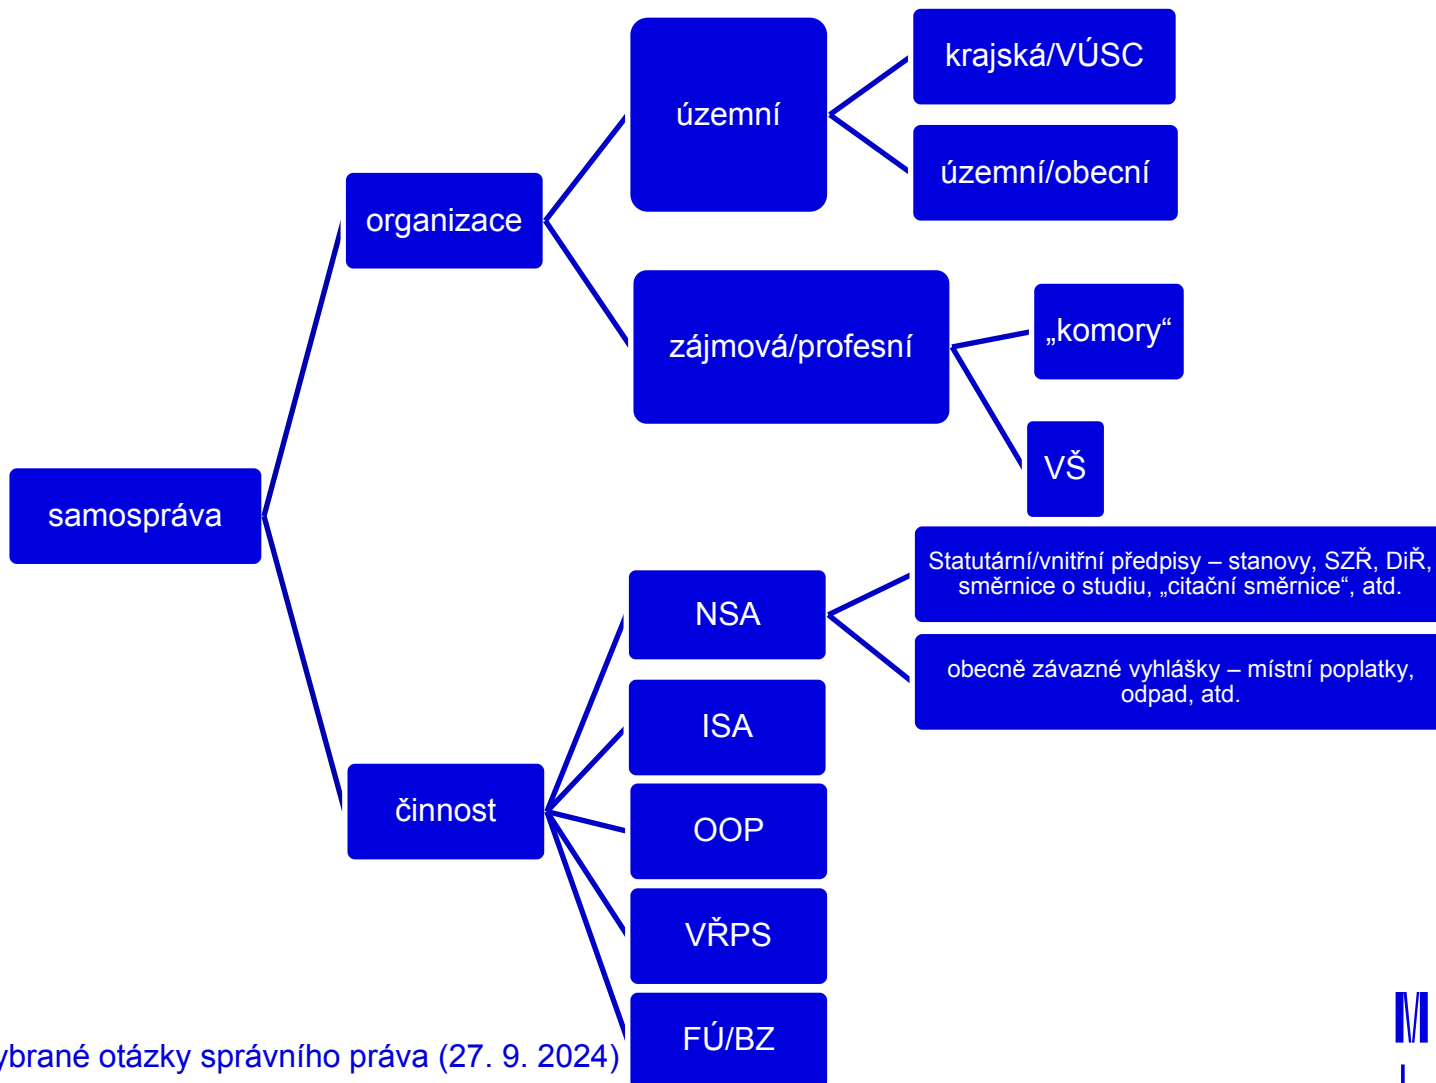 samospráva
organizace
územní
krajská/VÚSC
územní/obecní
zájmová/profesní
„komory“
VŠ
činnost
NSA
Statutární/vnitřní předpisy – stanovy, SZŘ, DiŘ,
směrnice o studiu, „citační směrnice“, atd.
obecně závazné vyhlášky – místní poplatky,
odpad, atd.
ISA
OOP
VŘPS
FÚ/BZ
ybrané otázky správního práva (27. 9. 2024)